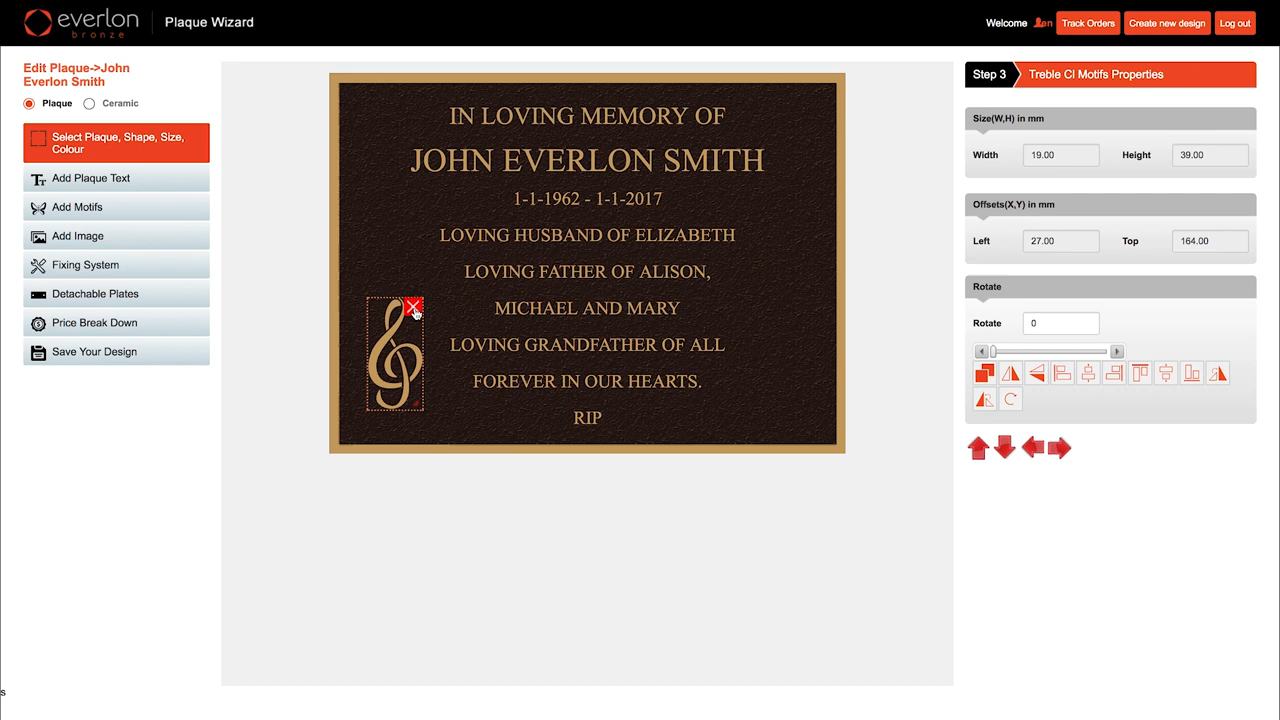 everlon
bronze
Plaque Wizard
Welcome
Track Orders
Create new design
Log out
Edit Plaque->John
Everlon Smith
Plaque
Ceramic
Select Plaque, Shape, Size,
Colour
Add Plaque Text
Add Motifs
Add Image
Fixing System
Detachable Plates
Price Break Down
Save Your Design
IN LOVING MEMORY OF
JOHN EVERLON SMITH
1-1-1962 - 1-1-2017
LOVING HUSBAND OF ELIZABETH
LOVING FATHER OF ALISON,
MICHAEL AND MARY
LOVING GRANDFATHER OF ALL
FOREVER IN OUR HEARTS.
RIP
Step 3
Treble Cl Motifs Properties
Size(W,H) in mm
Width
19.00
Height
39.00
Offsets(X,Y) in mm
Left
27.00
Top
164.00
Rotate
Rotate
0
s